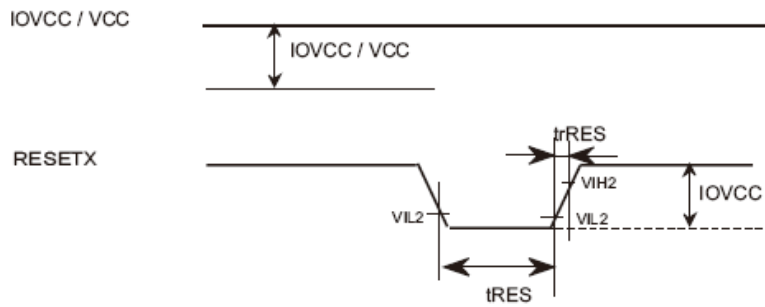 IOVCC / VCC
IOVCC / VCC
trRES
RESETX
VIH2
IOVCC
VIL2
VIL2
tRES